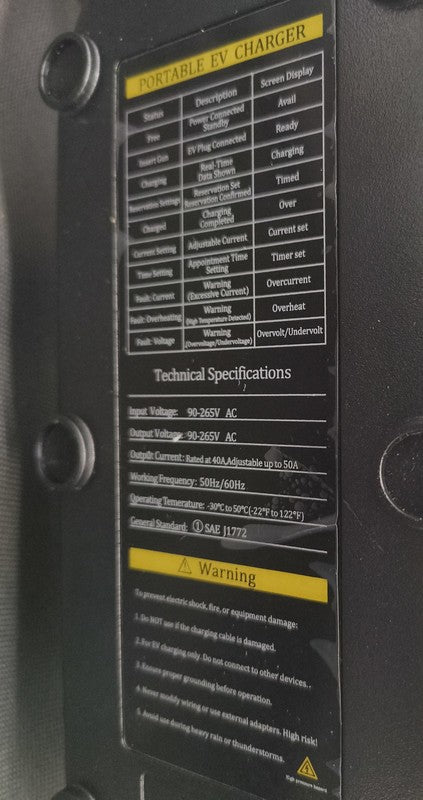 PORTABLE EV CHARGER
Status Description Screen Display
Free Power Connected Standby Avail
Insert Gun EV Plug Connected Ready
Charging Real-Time Data Shown Charging
Reservation Settings Reservation Set Reservation Confirmed Timed
Charged Charging Completed Over
Current Setting Adjustable Current Current set
Time Setting Appointment Time Setting Timer set
Fault: Current Warning (Excessive Current) Overcurrent
Fault: Overheating Warning (High Temperature Detected) Overheat
Fault: Voltage Warning (Overvoltage/Undervoltage) Overvolt/Undervolt
Technical Specifications
Input Voltage: 90-265V AC
Output Voltage: 90-265V AC
Output Current: Rated at 40A,Adjustable up to 50A
Working Frequency: 50Hz/60Hz
Operating Temerature: -30°C to 50°C(-22°F to 122°F)
General Standard: ① SAE J1772
⚠ Warning
To prevent electric shock, fire, or equipment damage:
1. Do NOT use if the charging cable is damaged.
2. For EV charging only. Do not connect to other devices.
3. Ensure proper grounding before operation.
4. Never modify wiring or use external adapters. High risk!
5. Avoid use during heavy rain or thunderstorms.
High pressure hazard